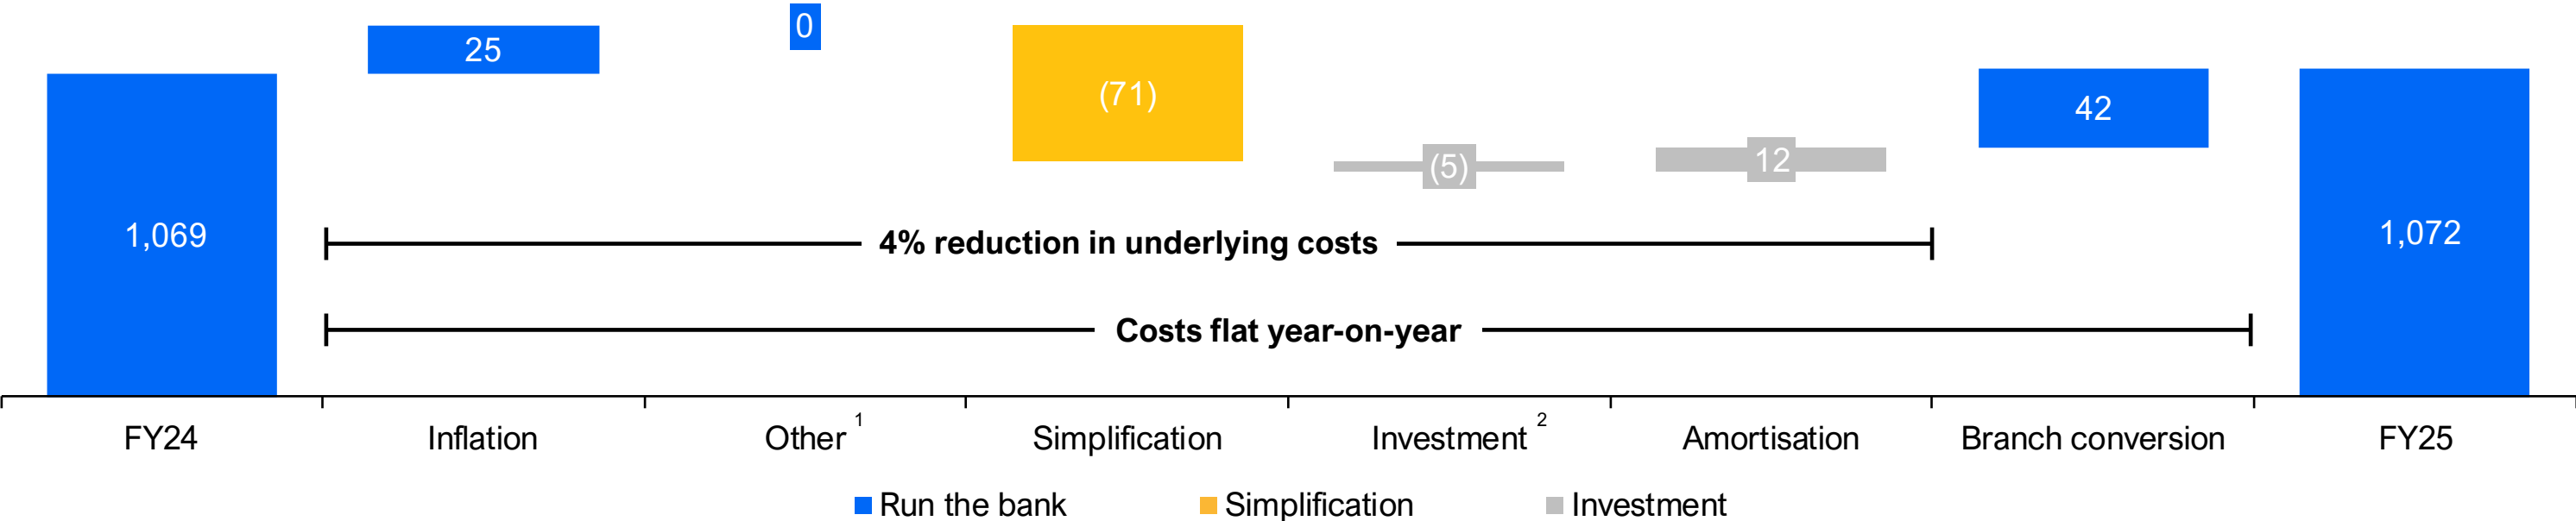 0
25
(71)
42
(5)
12
1,069
1,072
4% reduction in underlying costs
Costs flat year-on-year
FY24 Inflation Other 1 Simplification Investment 2 Amortisation Branch conversion FY25
Run the bank Simplification Investment